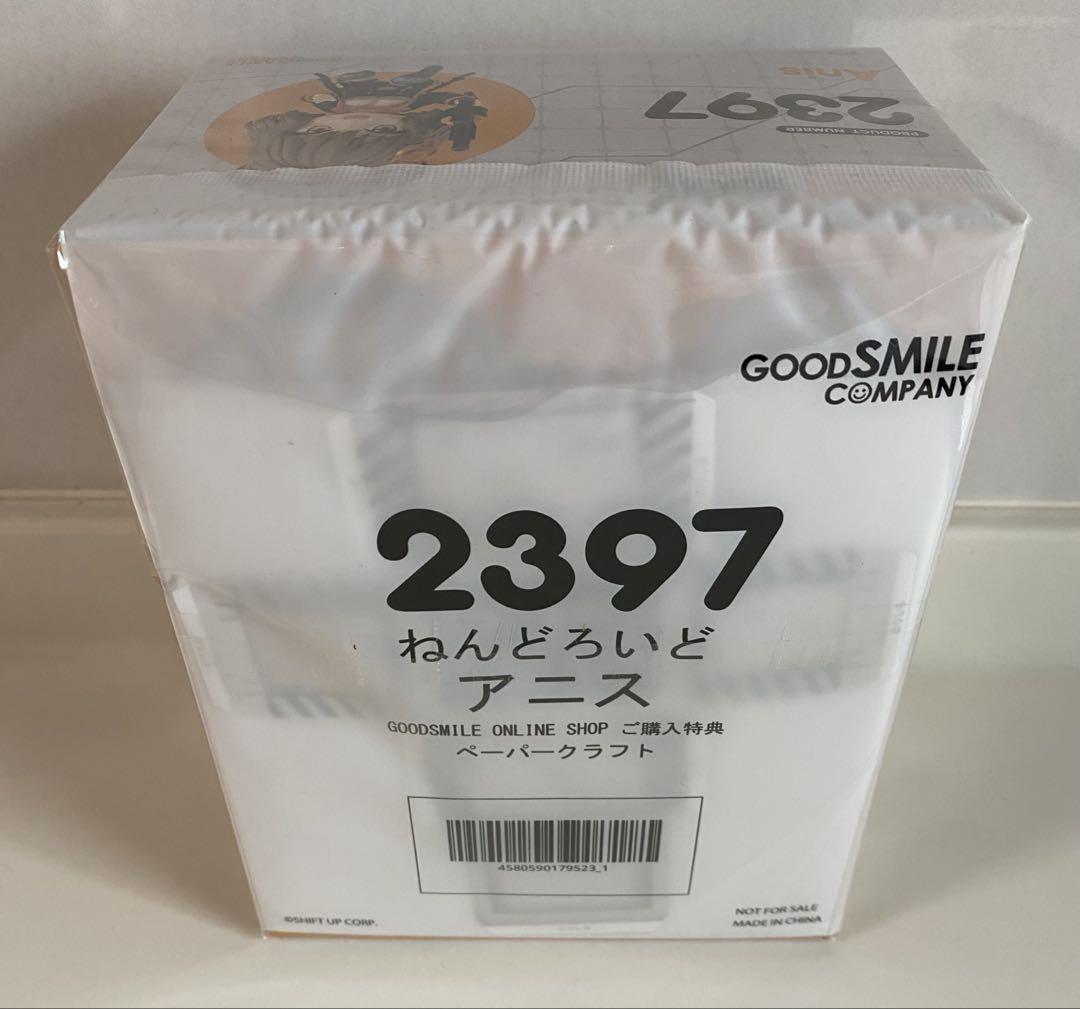 Anis
2397
PRODUCT NUMBER
GOODSMILE
COMPANY
2397
ねんどろいど
アニス
GOODSMILE ONLINE SHOP ご購入特典
ペーパークラフト
4580590179523_1
©SHIFT UP CORP.
NOT FOR SALE
MADE IN CHINA